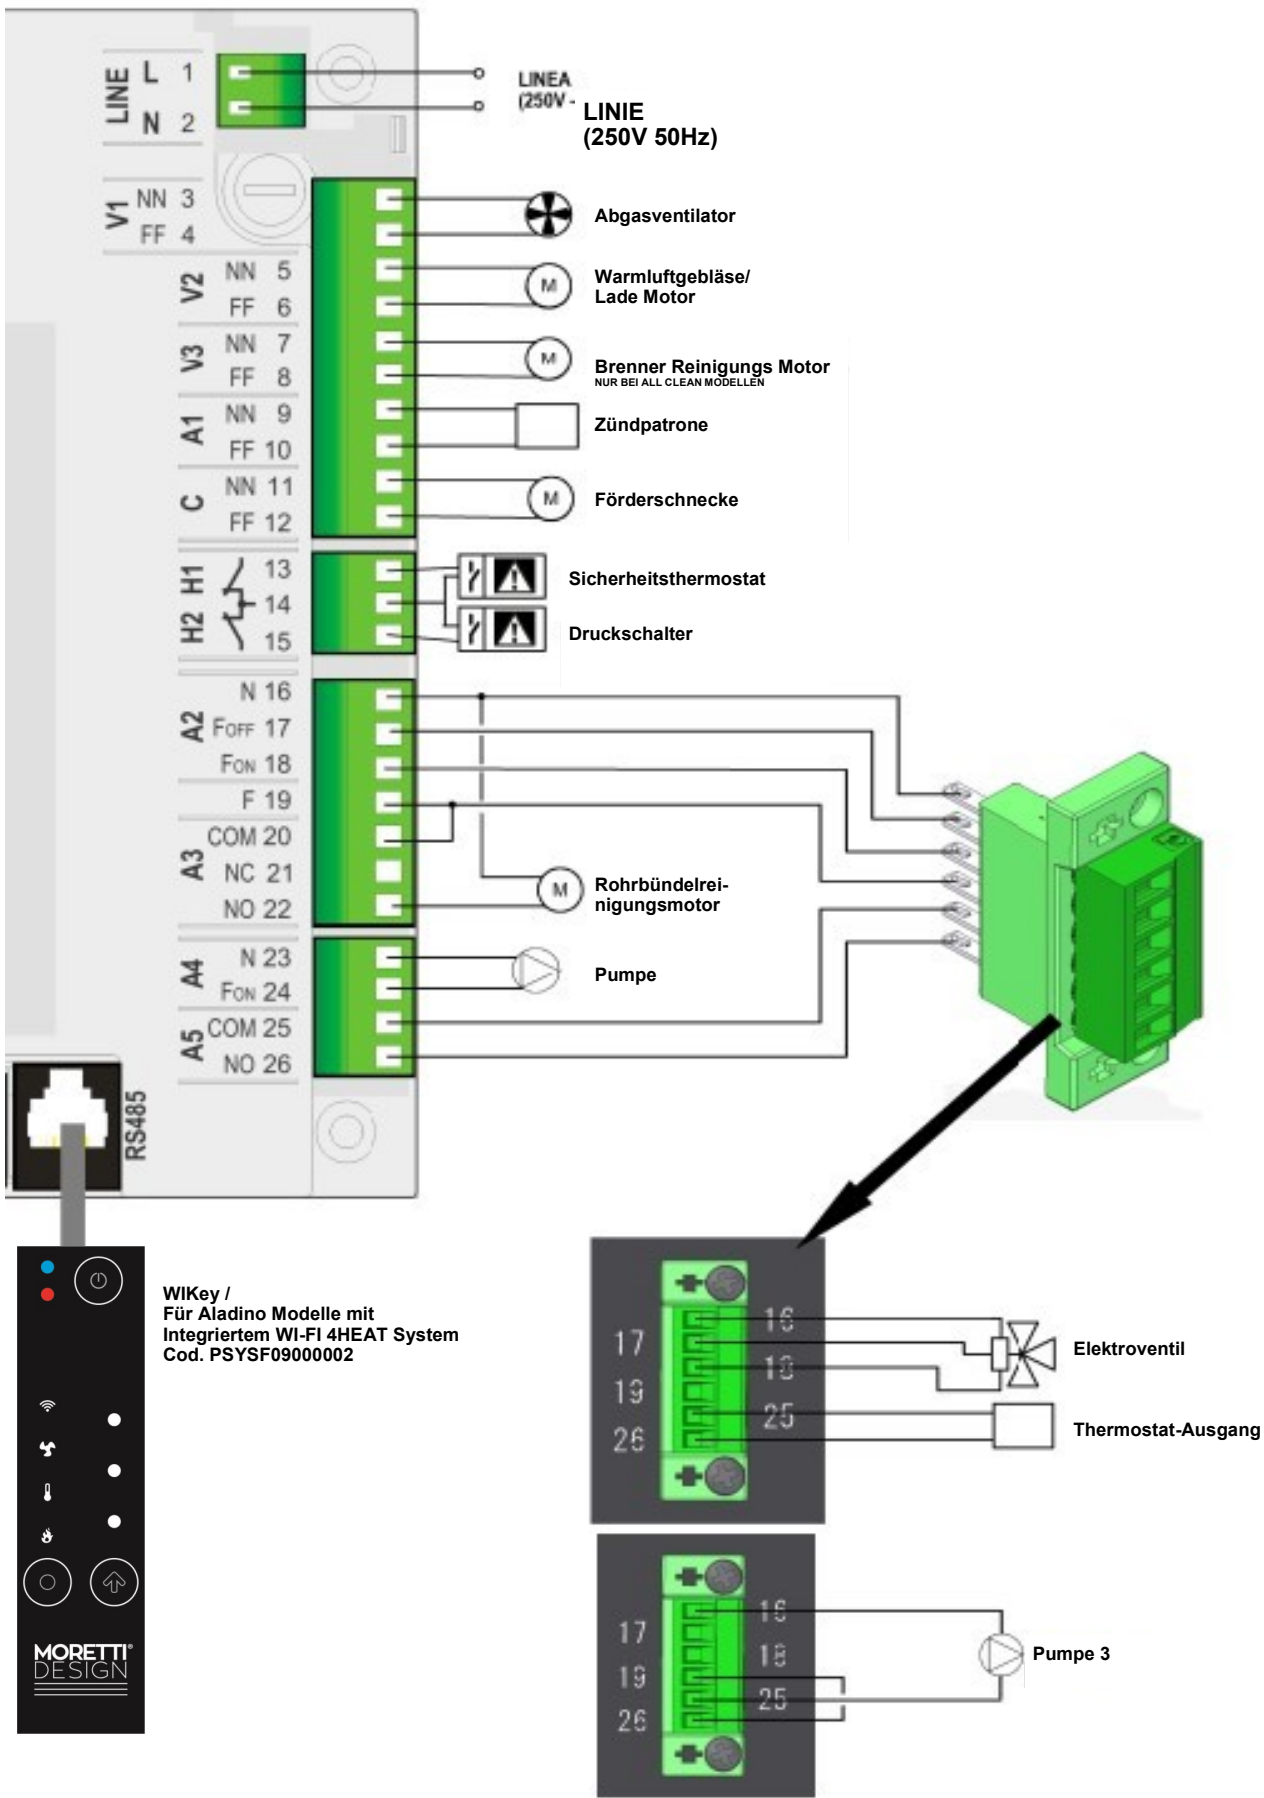 LINE
L 1
N 2
LINEA
(250V -
LINIE
(250V 50Hz)
V1
NN 3
FF 4
Abgasventilator
V2
NN 5
FF 6
M
Warmluftgebläse/
Lade Motor
V3
NN 7
FF 8
M
Brenner Reinigungs Motor
NUR BEI ALL CLEAN MODELLEN
A1
NN 9
FF 10
Zündpatrone
C
NN 11
FF 12
M
Förderschnecke
H1
H2
13
14
15
Sicherheitsthermostat
Druckschalter
A2
N 16
FOFF 17
FON 18
F 19
A3
COM 20
NC 21
NO 22
M
Rohrbündelrei-
nigungsmotor
A4
N 23
FON 24
Pumpe
A5
COM 25
NO 26
RS485
WIKey /
Für Aladino Modelle mit
Integriertem WI-FI 4HEAT System
Cod. PSYSF09000002
MORETTI®
DESIGN
16
17
18
19
25
26
Elektroventil
Thermostat-Ausgang
16
17
18
19
25
26
Pumpe 3